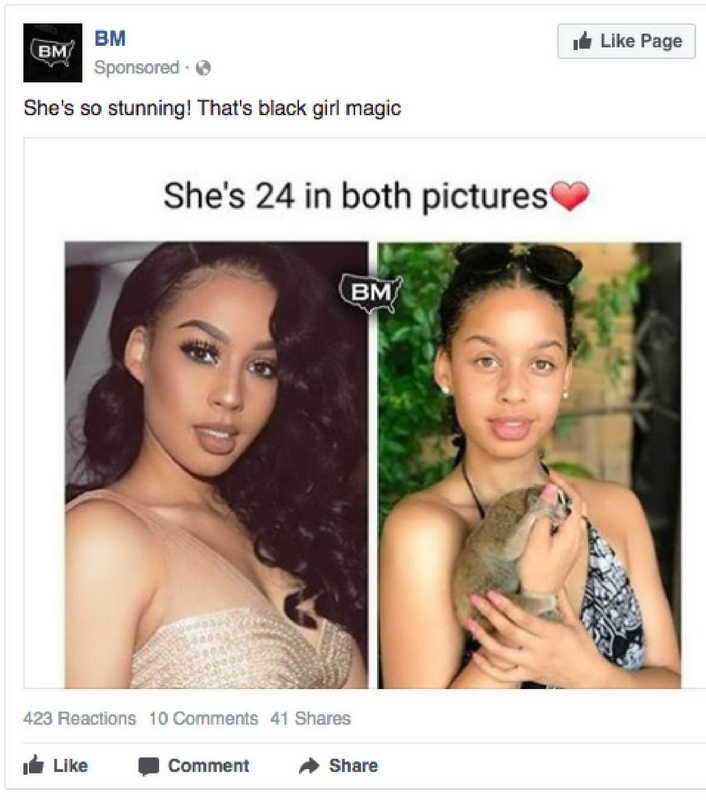 BM
BM
Like Page
Sponsored ·
She's so stunning! That's black girl magic
She's 24 in both pictures
BM
423 Reactions 10 Comments 41 Shares
Like Comment Share